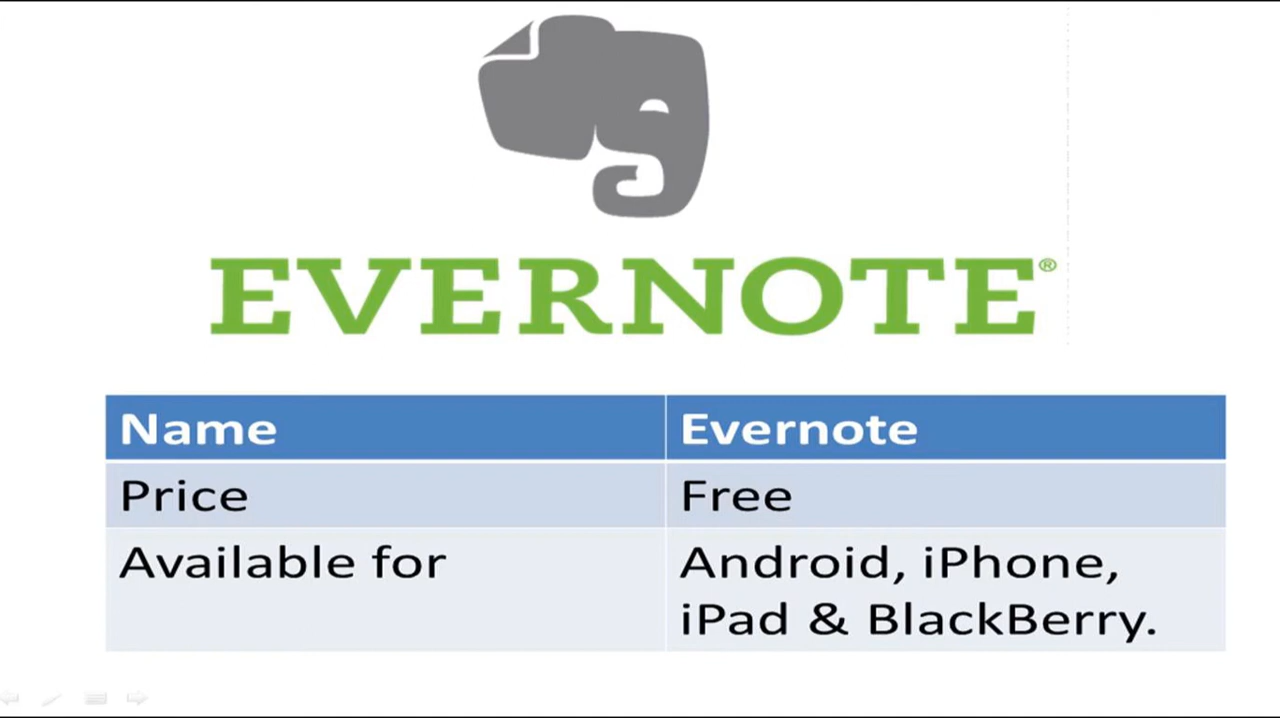 EVERNOTE®
Name Evernote
Price Free
Available for Android, iPhone,
iPad & BlackBerry.